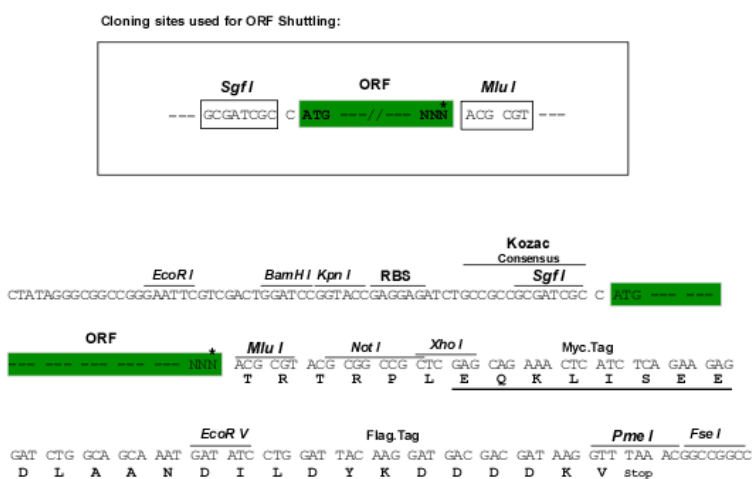 Cloning sites used for ORF Shuttling:
Sgf I ORF Mlu I
--- GCGATCGC C ATG ---//--- NNN* ACG CGT ---
Kozac
Consensus
EcoR I BamH I Kpn I RBS Sgf I
CTATAGGGCGGCCGGGAATTCGTCGACTGGATCCGGTACCGAGGAGATCTGCCGCCGCGATCGC C ATG --- ---
ORF Mlu I Not I Xho I Myc.Tag
--- --- --- --- --- --- NNN* ACG CGT ACG CGG CCG CTC GAG CAG AAA CTC ATC TCA GAA GAG
T R T R P L E Q K L I S E E
EcoR V Flag.Tag Pme I Fse I
GAT CTG GCA GCA AAT GAT ATC CTG GAT TAC AAG GAT GAC GAC GAT AAG GTT TAA ACGGCCGGCC
D L A A N D I L D Y K D D D D K V Stop